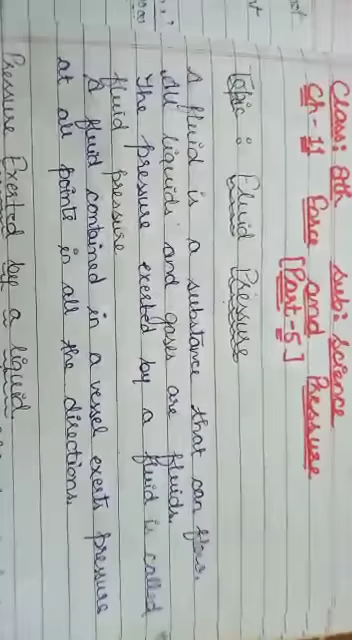 Class: 8th sub: science
Ch-11 Force and Pressure
[Part-5]
Topic : Fluid Pressure
A fluid is a substance that can flow.
All liquids and gases are fluids.
The pressure exerted by a fluid is called
fluid pressure
A fluid contained in a vessel exerts pressure
at all points in all the directions.
Pressure Exerted by a liquid